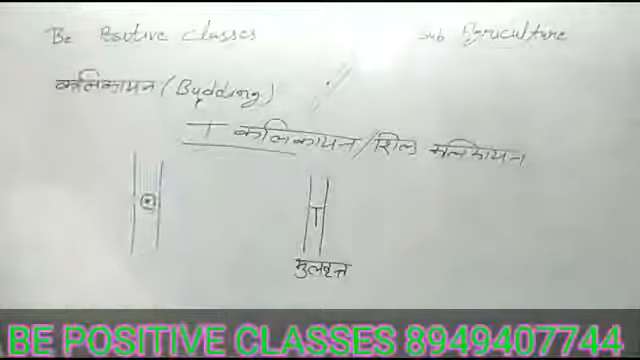 Be Positive classes sub Agriculture
कलिकायन (Budding)
T कलिकायन/शिल्ड कलिकायन
T
मुलवृन्त
BE POSITIVE CLASSES 8949407744